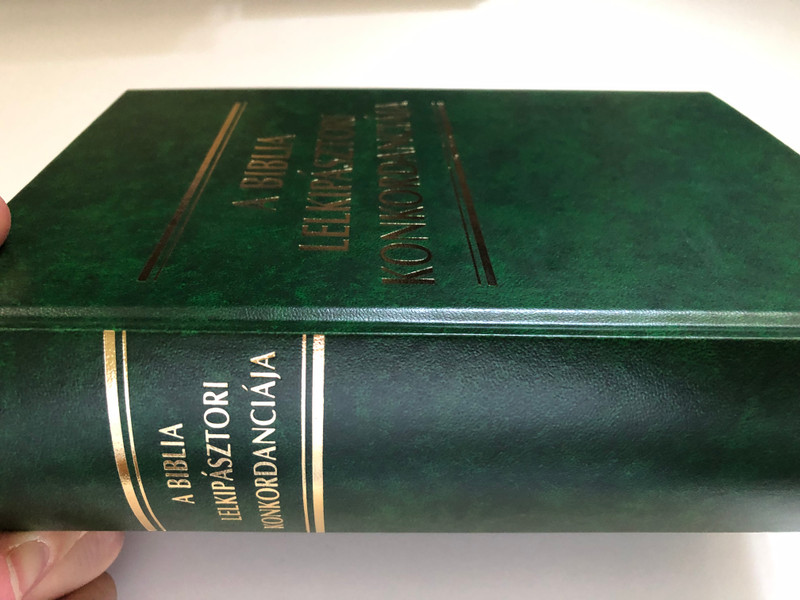 A BIBLIA
LELKIPÁSZTORI
KONKORDANCIÁJA
A BIBLIA
LELKIPÁSZTORI
KONKORDANCIÁJA